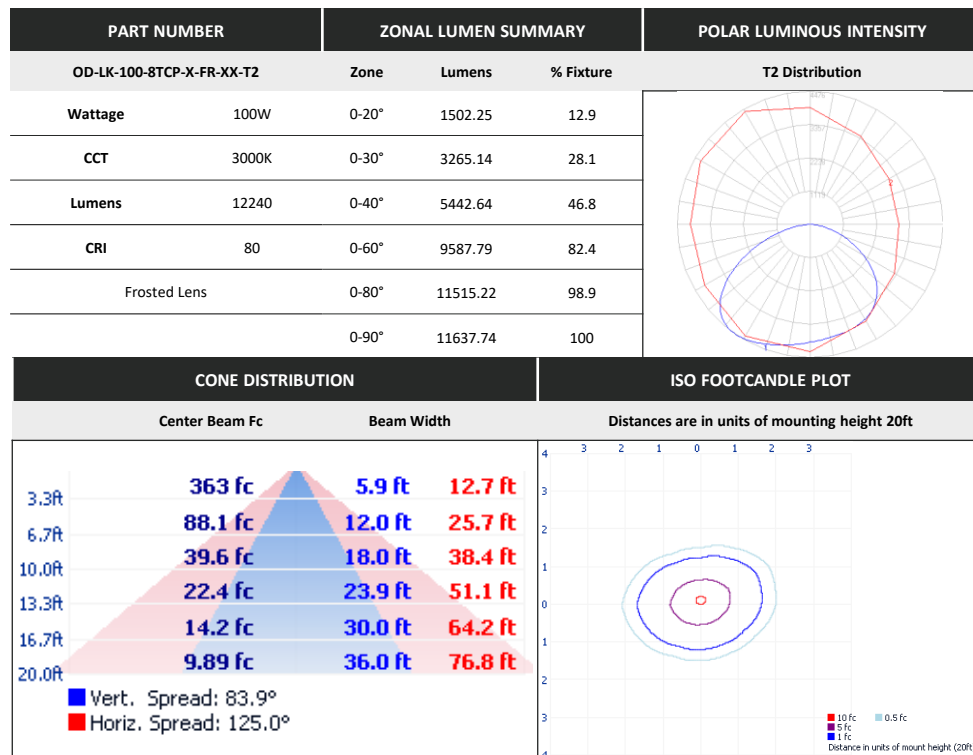 PART NUMBER
ZONAL LUMEN SUMMARY
POLAR LUMINOUS INTENSITY
OD-LK-100-8TCP-X-FR-XX-T2
Zone Lumens % Fixture
T2 Distribution
Wattage 100W
0-20° 1502.25 12.9
CCT 3000K
0-30° 3265.14 28.1
Lumens 12240
0-40° 5442.64 46.8
CRI 80
0-60° 9587.79 82.4
Frosted Lens
0-80° 11515.22 98.9
0-90° 11637.74 100
4476
3357
2238
1119
2
1
CONE DISTRIBUTION
Center Beam Fc Beam Width
3.3ft 363 fc 5.9 ft 12.7 ft
6.7ft 88.1 fc 12.0 ft 25.7 ft
10.0ft 39.6 fc 18.0 ft 38.4 ft
13.3ft 22.4 fc 23.9 ft 51.1 ft
16.7ft 14.2 fc 30.0 ft 64.2 ft
20.0ft 9.89 fc 36.0 ft 76.8 ft
Vert. Spread: 83.9°
Horiz. Spread: 125.0°
ISO FOOTCANDLE PLOT
Distances are in units of mounting height 20ft
3 2 1 0 1 2 3
4
3
2
1
0
1
2
3
4
10 fc 0.5 fc
5 fc
1 fc
Distance in units of mount height (20ft